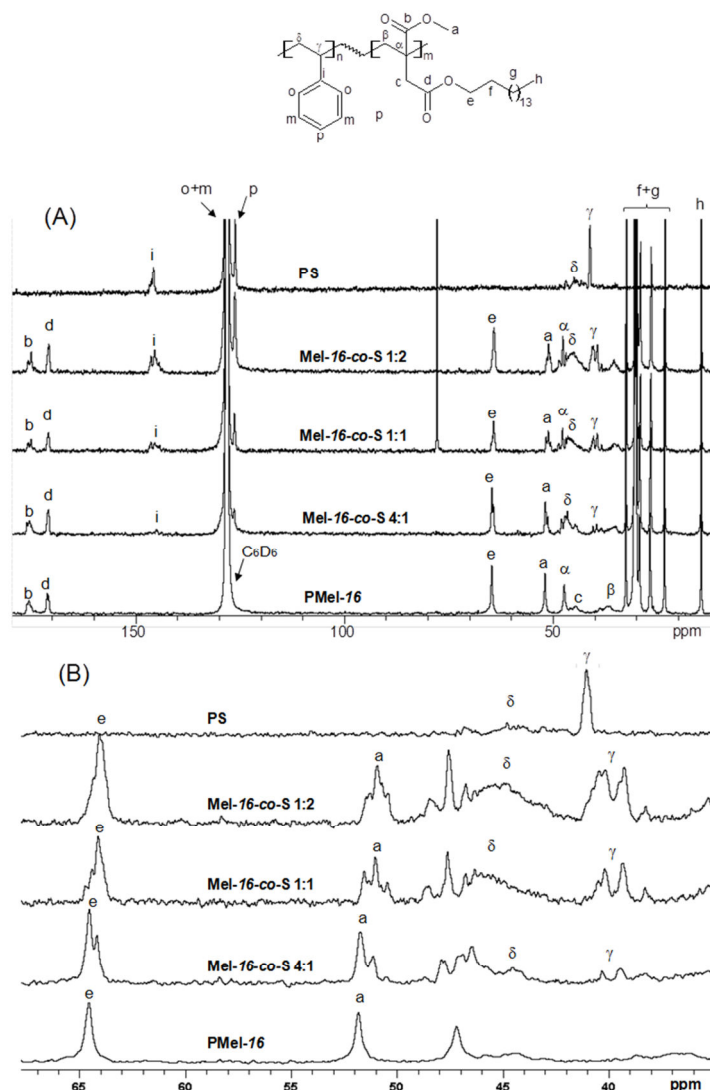 b
O
O
a
δ
γ
β
α
n
m
i
c
d
O
g
h
o
o
e
f
13
m
m
p
O
p
(A)
o+m
p
f+g
h
i
γ
PS
δ
b
d
i
e
a
α
δ
γ
Mel-16-co-S 1:2
b
d
i
e
a
α
δ
γ
Mel-16-co-S 1:1
b
d
i
e
a
δ
γ
Mel-16-co-S 4:1
C6D6
b
d
e
a
α
c
β
PMel-16
150
100
50
ppm
(B)
γ
PS
δ
e
a
δ
γ
Mel-16-co-S 1:2
e
a
δ
γ
Mel-16-co-S 1:1
e
a
δ
γ
Mel-16-co-S 4:1
e
a
PMel-16
65
60
55
50
45
40
ppm